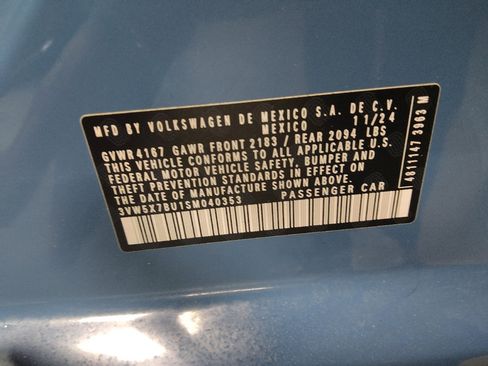 MFD BY VOLKSWAGEN DE MEXICO S.A. DE C.V.
MEXICO 11/24
GVWR 4167 GAWR FRONT 2183 / REAR 2094 LBS
THIS VEHICLE CONFORMS TO ALL APPLICABLE U.S.
FEDERAL MOTOR VEHICLE SAFETY, BUMPER AND
THEFT PREVENTION STANDARDS IN EFFECT ON
THE DATE OF MANUFACTURE SHOWN ABOVE.
3VW5X7BU1SM040353 PASSENGER CAR